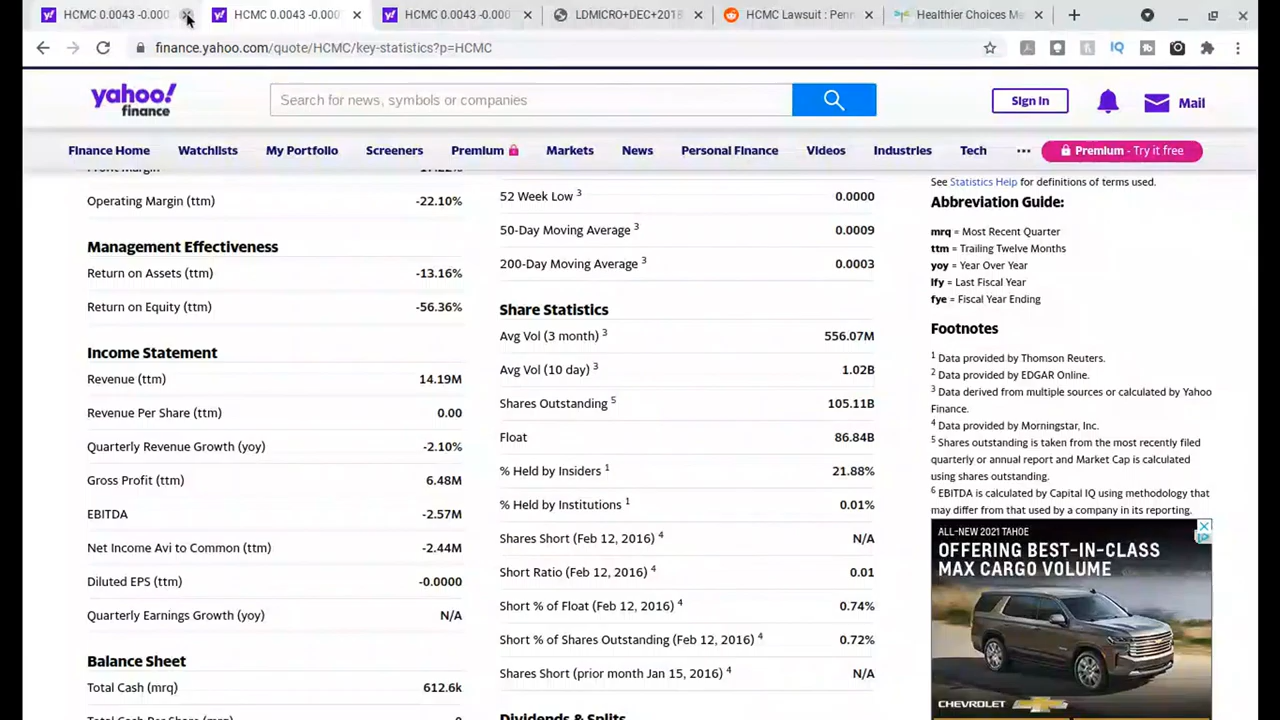 HCMC 0.0043 -0.000
HCMC 0.0043 -0.000
HCMC 0.0043 0.000
LDMICRODEC2016
HCMC Lawsuit : Penn
Healthier Choices Ma
finance.yahoo.com/quote/HCMC/key-statistics?p=HCMC
IQ
yahoo!
finance
Search for news, symbols or companies
Sign In
Mail
Finance Home
Watchlists
My Portfolio
Screeners
Premium
Markets
News
Personal Finance
Videos
Industries
Tech
Premium - Try it free
Operating Margin (ttm) -22.10%
Management Effectiveness
Return on Assets (ttm) -13.16%
Return on Equity (ttm) -56.36%
Income Statement
Revenue (ttm) 14.19M
Revenue Per Share (ttm) 0.00
Quarterly Revenue Growth (yoy) -2.10%
Gross Profit (ttm) 6.48M
EBITDA -2.57M
Net Income Avi to Common (ttm) -2.44M
Diluted EPS (ttm) -0.0000
Quarterly Earnings Growth (yoy) N/A
Balance Sheet
Total Cash (mrq) 612.6k
52 Week Low 3 0.0000
50-Day Moving Average 3 0.0009
200-Day Moving Average 3 0.0003
Share Statistics
Avg Vol (3 month) 3 556.07M
Avg Vol (10 day) 3 1.02B
Shares Outstanding 5 105.11B
Float 86.84B
% Held by Insiders 1 21.88%
% Held by Institutions 1 0.01%
Shares Short (Feb 12, 2016) 4 N/A
Short Ratio (Feb 12, 2016) 4 0.01
Short % of Float (Feb 12, 2016) 4 0.74%
Short % of Shares Outstanding (Feb 12, 2016) 4 0.72%
Shares Short (prior month Jan 15, 2016) 4 N/A
Dividends & Splits
See Statistics Help for definitions of terms used.
Abbreviation Guide:
mrq = Most Recent Quarter
ttm = Trailing Twelve Months
yoy = Year Over Year
lfy = Last Fiscal Year
fye = Fiscal Year Ending
Footnotes
1 Data provided by Thomson Reuters.
2 Data provided by EDGAR Online.
3 Data derived from multiple sources or calculated by Yahoo
Finance.
4 Data provided by Morningstar, Inc.
5 Shares outstanding is taken from the most recently filed
quarterly or annual report and Market Cap is calculated
using shares outstanding.
6 EBITDA is calculated by Capital IQ using methodology that
may differ from that used by a company in its reporting.
ALL-NEW 2021 TAHOE
OFFERING BEST-IN-CLASS
MAX CARGO VOLUME
CHEVROLET